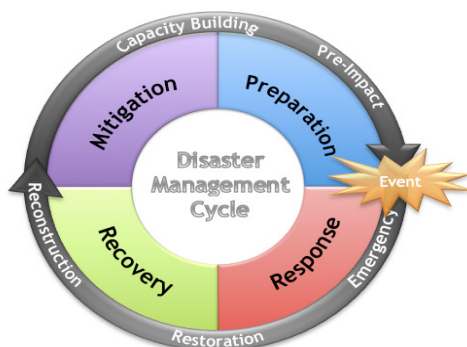 Capacity Building
Pre-Impact
Mitigation
Preparation
Disaster
Management
Cycle
Event
Reconstruction
Recovery
Response
Emergency
Restoration